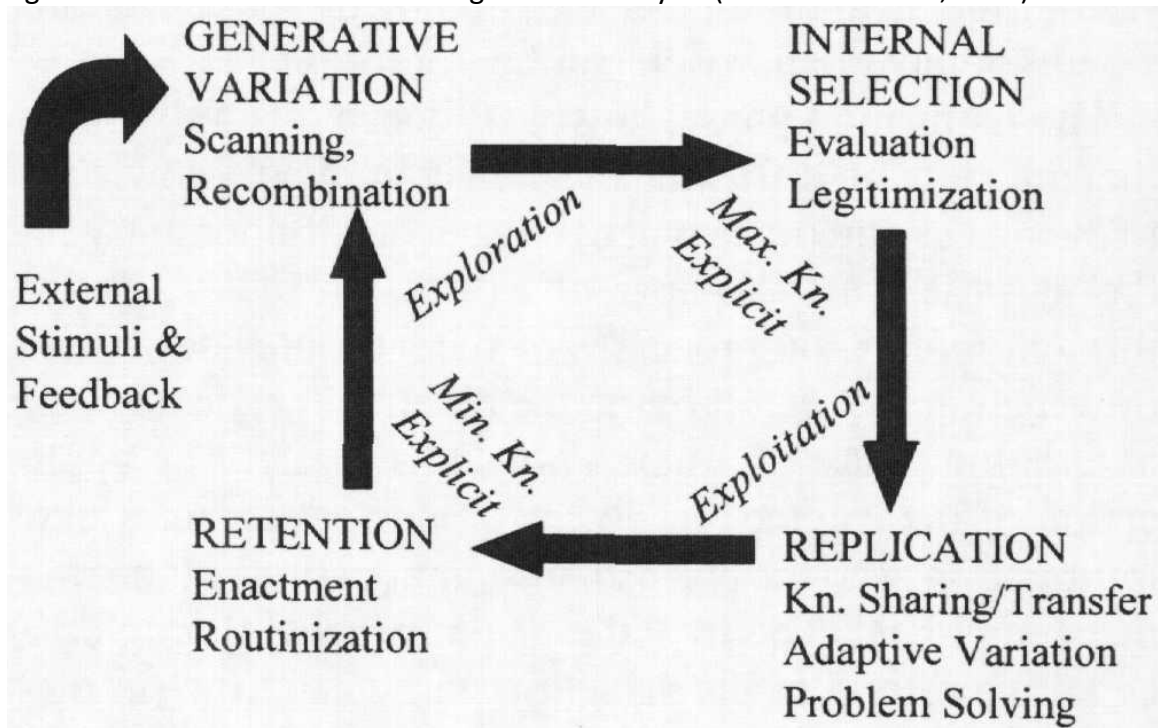 GENERATIVE
VARIATION
Scanning,
Recombination
INTERNAL
SELECTION
Evaluation
Legitimization
Exploration
Max. Kn.
Explicit
External
Stimuli &
Feedback
Min. Kn.
Explicit
Exploitation
RETENTION
Enactment
Routinization
REPLICATION
Kn. Sharing/Transfer
Adaptive Variation
Problem Solving